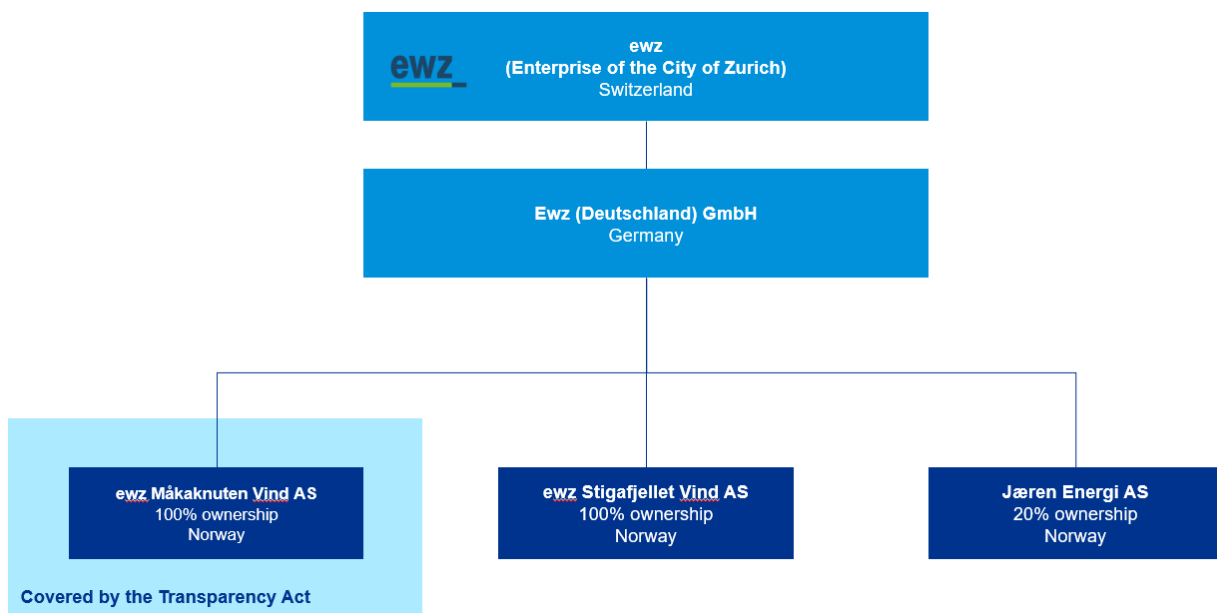 ewz
ewz
(Enterprise of the City of Zurich)
Switzerland
Ewz (Deutschland) GmbH
Germany
ewz Måkaknuten Vind AS
100% ownership
Norway
ewz Stigafjellet Vind AS
100% ownership
Norway
Jæren Energi AS
20% ownership
Norway
Covered by the Transparency Act